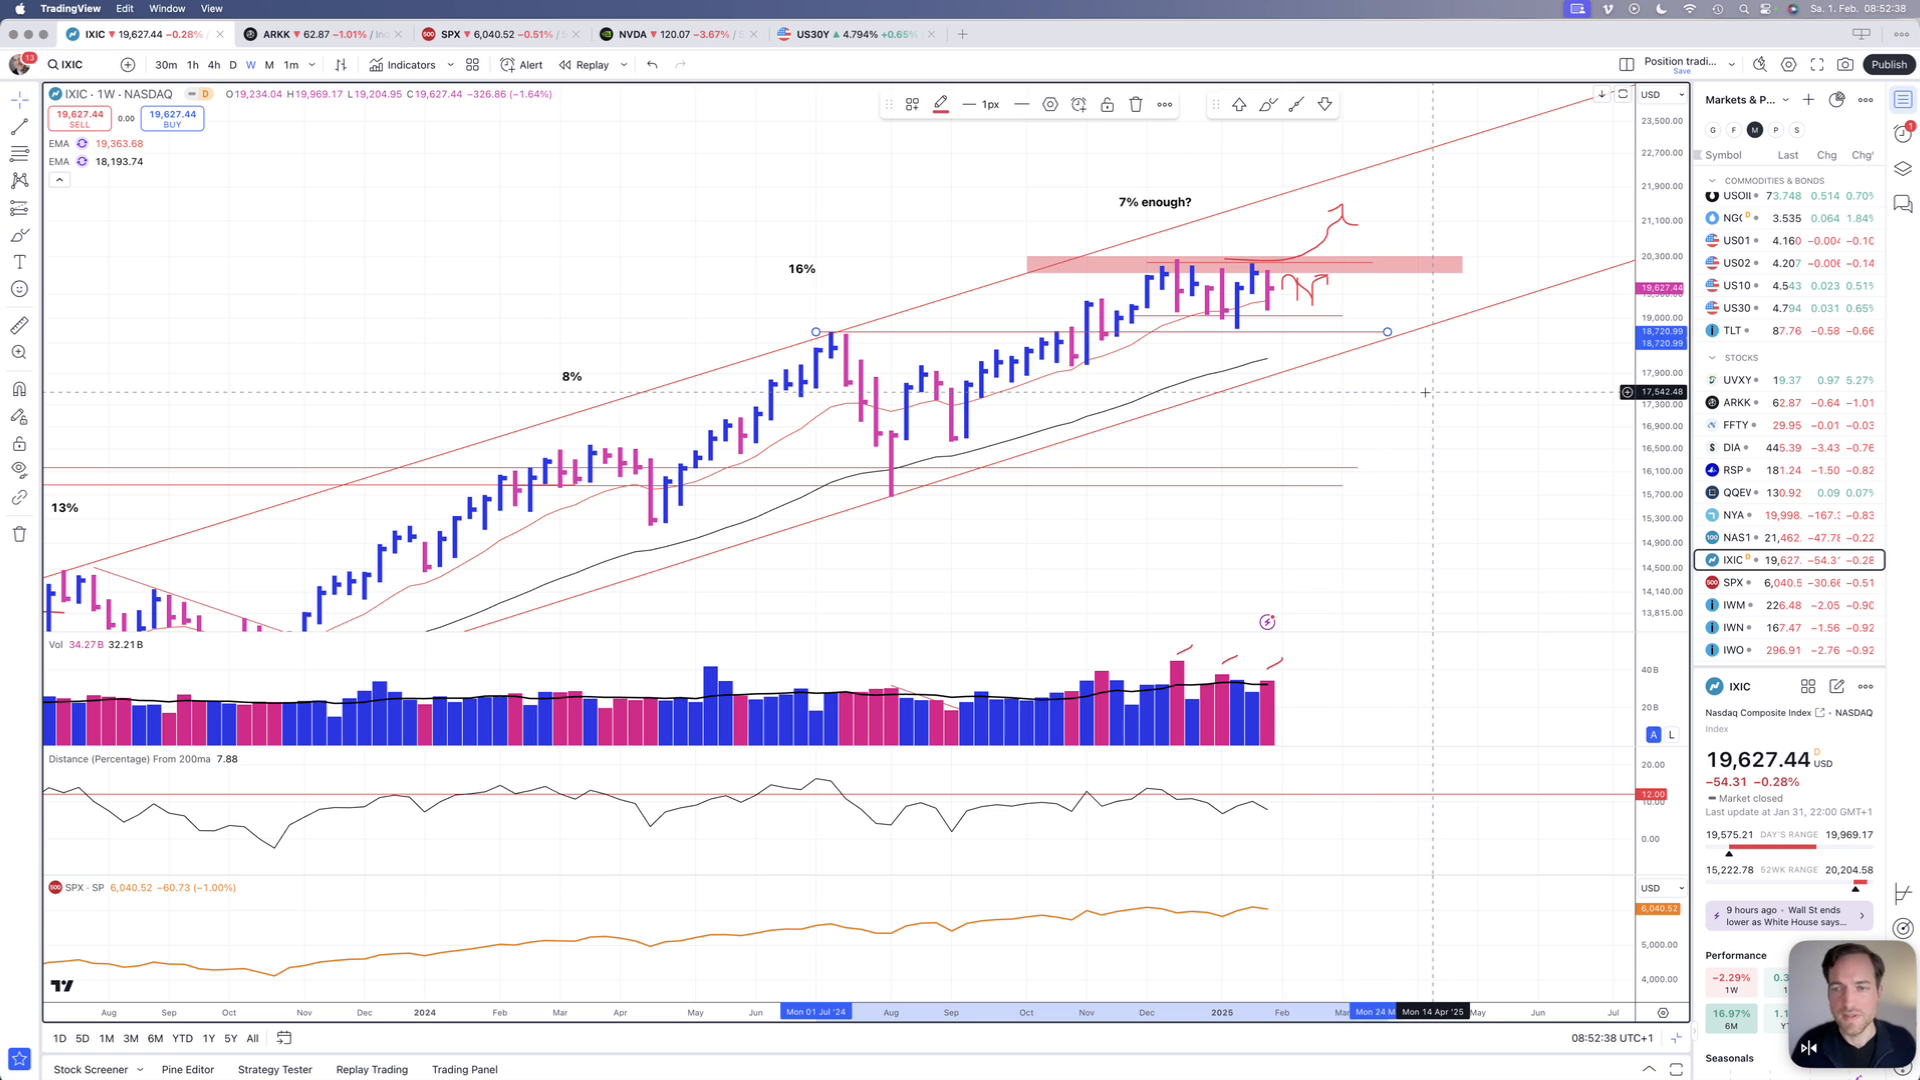 TradingView Edit Window View Sa. 1. Feb. 08:52:38
IXIC 19,627.44 −0.28% ARKK 62.87 −1.01% SPX 6,040.52 −0.51% NVDA 120.07 −3.67% US30Y 4.794% +0.65%
13 IXIC 30m 1h 4h D W M 1m Indicators Alert Replay Position tradi... Save Publish
IXIC · 1W · NASDAQ D O19,234.04 H19,969.17 L19,204.95 C19,627.44 −326.86 (−1.64%)
19,627.44 SELL 0.00 19,627.44 BUY
EMA 19,363.68
EMA 18,193.74
1px
USD
23,500.00
22,700.00
21,900.00
21,100.00
20,300.00
19,627.44
19,000.00
18,720.99
18,720.99
17,900.00
17,542.48
17,300.00
16,900.00
16,500.00
16,100.00
15,700.00
15,300.00
14,900.00
14,500.00
14,140.00
13,815.00
7% enough?
16%
8%
13%
Vol 34.27B 32.21B
40B
20B
A L
Distance (Percentage) From 200ma 7.88
20.00
12.00
10.00
0.00
SPX · SP 6,040.52 −60.73 (−1.00%)
USD
6,040.52
5,000.00
4,000.00
Aug Sep Oct Nov Dec 2024 Feb Mar Apr May Jun Mon 01 Jul '24 Aug Sep Oct Nov Dec 2025 Feb Mar Mon 24 M Mon 14 Apr '25 May Jun Jul
1D 5D 1M 3M 6M YTD 1Y 5Y All 08:52:38 UTC+1
Stock Screener Pine Editor Strategy Tester Replay Trading Trading Panel
Markets & P...
G F M P S
Symbol Last Chg Chg%
COMMODITIES & BONDS
USOIL 73.748 0.514 0.70%
NG D 3.535 0.064 1.84%
US01 4.160 −0.004 −0.10
US02 4.207 −0.006 −0.14
US10 4.543 0.023 0.51%
US30 4.794 0.031 0.65%
TLT 87.76 −0.58 −0.66
STOCKS
UVXY 19.37 0.97 5.27%
ARKK 62.87 −0.64 −1.01
FFTY 29.95 −0.01 −0.03
DIA 445.39 −3.43 −0.76
RSP 181.24 −1.50 −0.82
QQEW 130.92 0.09 0.07%
NYA 19,998. −167.3 −0.83
NAS1 21,462. −47.78 −0.22
IXIC D 19,627. −54.31 −0.28
SPX 6,040.5 −30.66 −0.51
IWM 226.48 −2.05 −0.90
IWN 167.47 −1.56 −0.92
IWO 296.91 −2.76 −0.92
IXIC
Nasdaq Composite Index · NASDAQ
Index
19,627.44 D USD
−54.31 −0.28%
Market closed
Last update at Jan 31, 22:00 GMT+1
19,575.21 DAY'S RANGE 19,969.17
15,222.78 52WK RANGE 20,204.58
9 hours ago · Wall St ends
lower as White House says...
Performance
−2.29% 0.3
1W
16.97% 1.1
6M YT
Seasonals